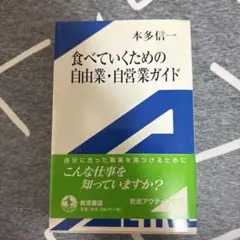 本多信一
食べていくための
自由業・自営業ガイド
自分に合った職業を見つけるために
こんな仕事を
知っていますか?
岩波書店
岩波アクティ